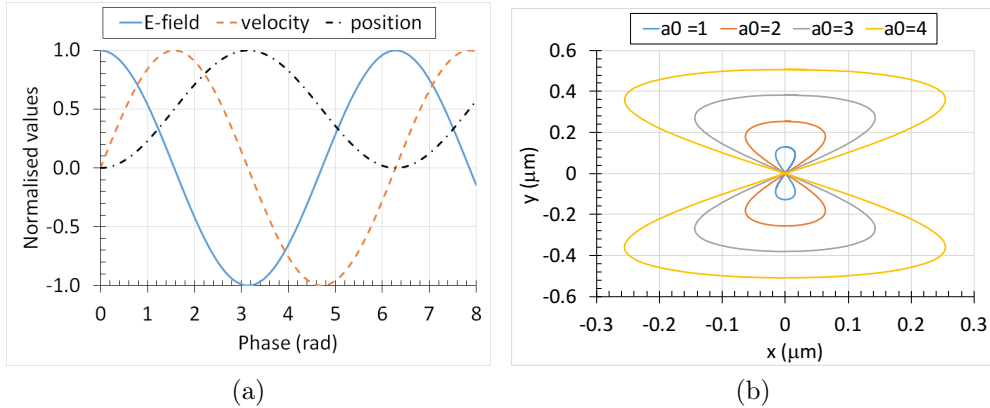 E-field velocity position
Normalised values
1.0
0.5
0.0
-0.5
-1.0
0 1 2 3 4 5 6 7 8
Phase (rad)
(a)
a0 =1 a0=2 a0=3 a0=4
y (μm)
0.6
0.4
0.2
0
-0.2
-0.4
-0.6
-0.3 -0.2 -0.1 0 0.1 0.2 0.3
x (μm)
(b)